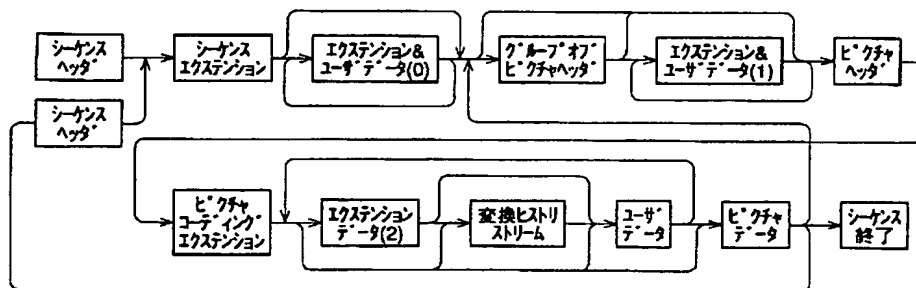 シーケンス
ヘッダ
シーケンス
エクステンション
エクステンション&
ユーザデータ(0)
グループオブ
ピクチャヘッダ
エクステンション&
ユーザデータ(1)
ピクチャ
ヘッダ
シーケンス
ヘッダ
ピクチャ
コーディング
エクステンション
エクステンション
データ(2)
変換ヒストリ
ストリーム
ユーザ
データ
ピクチャ
データ
シーケンス
終了